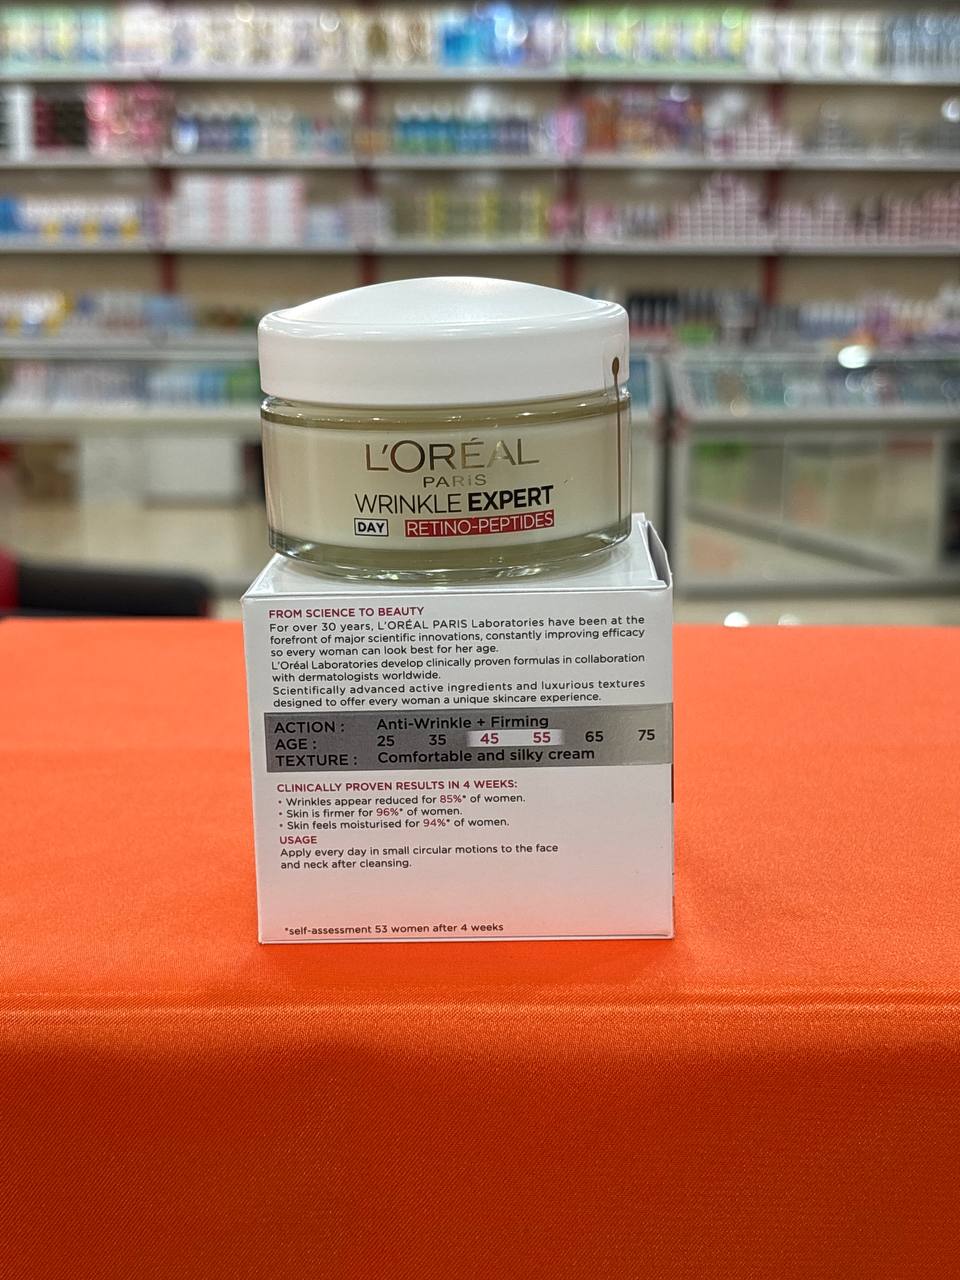 L'ORÉAL
PARIS
WRINKLE EXPERT
DAY RETINO-PEPTIDES
FROM SCIENCE TO BEAUTY
For over 30 years, L'ORÉAL PARIS Laboratories have been at the
forefront of major scientific innovations, constantly improving efficacy
so every woman can look best for her age.
L'Oréal Laboratories develop clinically proven formulas in collaboration
with dermatologists worldwide.
Scientifically advanced active ingredients and luxurious textures
designed to offer every woman a unique skincare experience.
ACTION : Anti-Wrinkle + Firming
AGE : 25 35 45 55 65 75
TEXTURE : Comfortable and silky cream
CLINICALLY PROVEN RESULTS IN 4 WEEKS:
• Wrinkles appear reduced for 85%* of women.
• Skin is firmer for 96%* of women.
• Skin feels moisturised for 94%* of women.
USAGE
Apply every day in small circular motions to the face
and neck after cleansing.
*self-assessment 53 women after 4 weeks